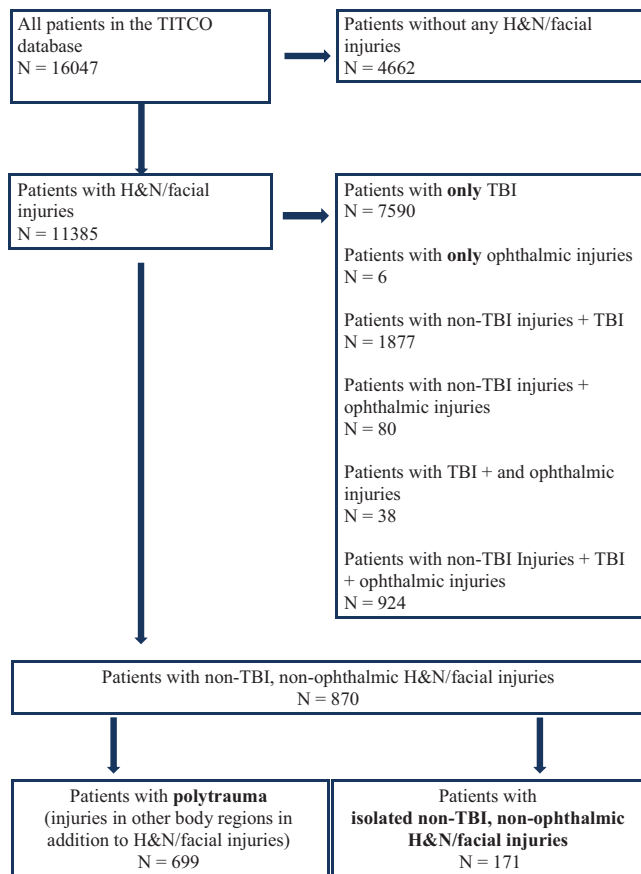 All patients in the TITCO
database
N = 16047
Patients without any H&N/facial
injuries
N = 4662
Patients with H&N/facial
injuries
N = 11385
Patients with only TBI
N = 7590
Patients with only ophthalmic injuries
N = 6
Patients with non-TBI injuries + TBI
N = 1877
Patients with non-TBI injuries +
ophthalmic injuries
N = 80
Patients with TBI + and ophthalmic
injuries
N = 38
Patients with non-TBI Injuries + TBI
+ ophthalmic injuries
N = 924
Patients with non-TBI, non-ophthalmic H&N/facial injuries
N = 870
Patients with polytrauma
(injuries in other body regions in
addition to H&N/facial injuries)
N = 699
Patients with
isolated non-TBI, non-ophthalmic
H&N/facial injuries
N = 171